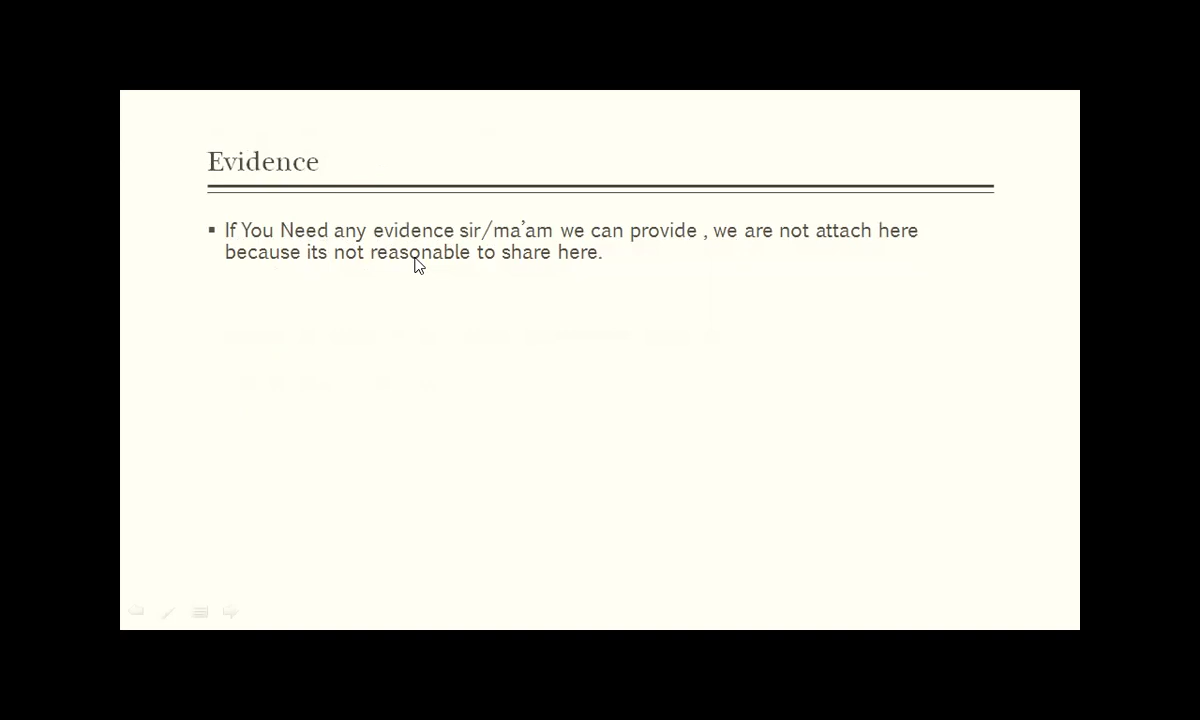 Evidence
▪ If You Need any evidence sir/ma’am we can provide , we are not attach here
because its not reasonable to share here.